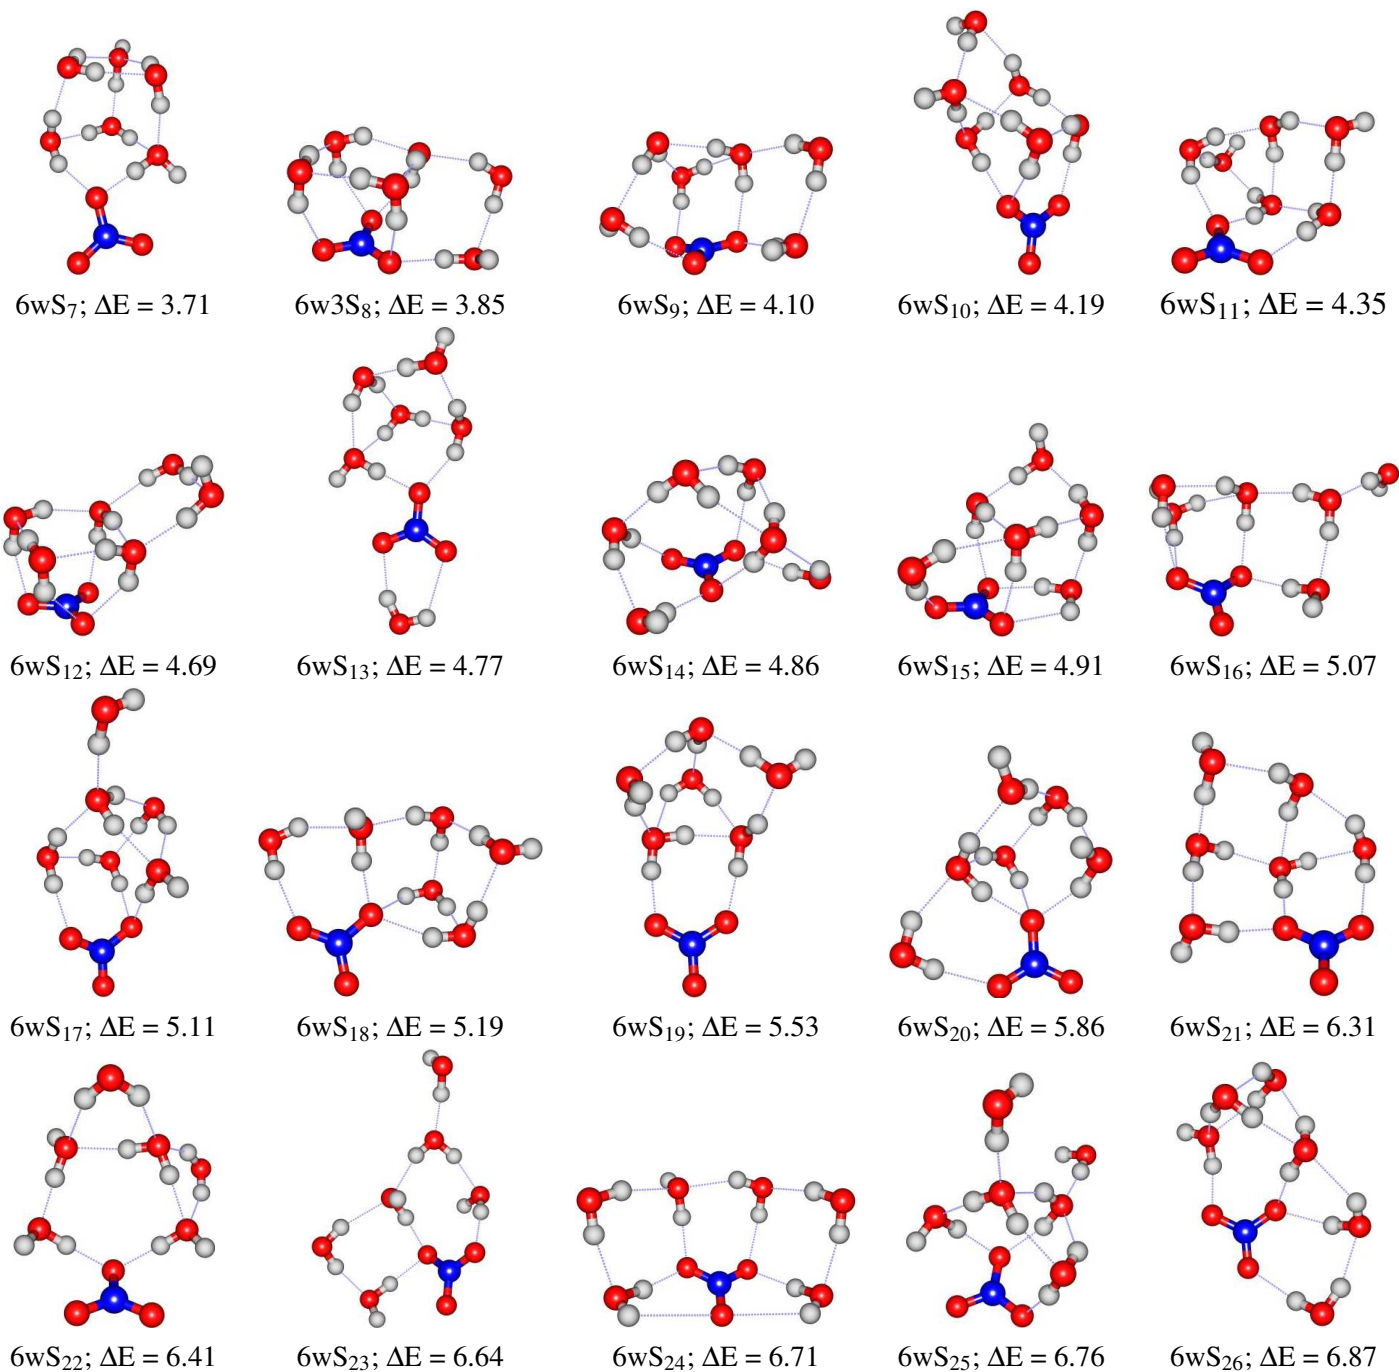 6wS₇; ΔE = 3.71 6w3S₈; ΔE = 3.85 6wS₉; ΔE = 4.10 6wS₁₀; ΔE = 4.19 6wS₁₁; ΔE = 4.35
6wS₁₂; ΔE = 4.69 6wS₁₃; ΔE = 4.77 6wS₁₄; ΔE = 4.86 6wS₁₅; ΔE = 4.91 6wS₁₆; ΔE = 5.07
6wS₁₇; ΔE = 5.11 6wS₁₈; ΔE = 5.19 6wS₁₉; ΔE = 5.53 6wS₂₀; ΔE = 5.86 6wS₂₁; ΔE = 6.31
6wS₂₂; ΔE = 6.41 6wS₂₃; ΔE = 6.64 6wS₂₄; ΔE = 6.71 6wS₂₅; ΔE = 6.76 6wS₂₆; ΔE = 6.87